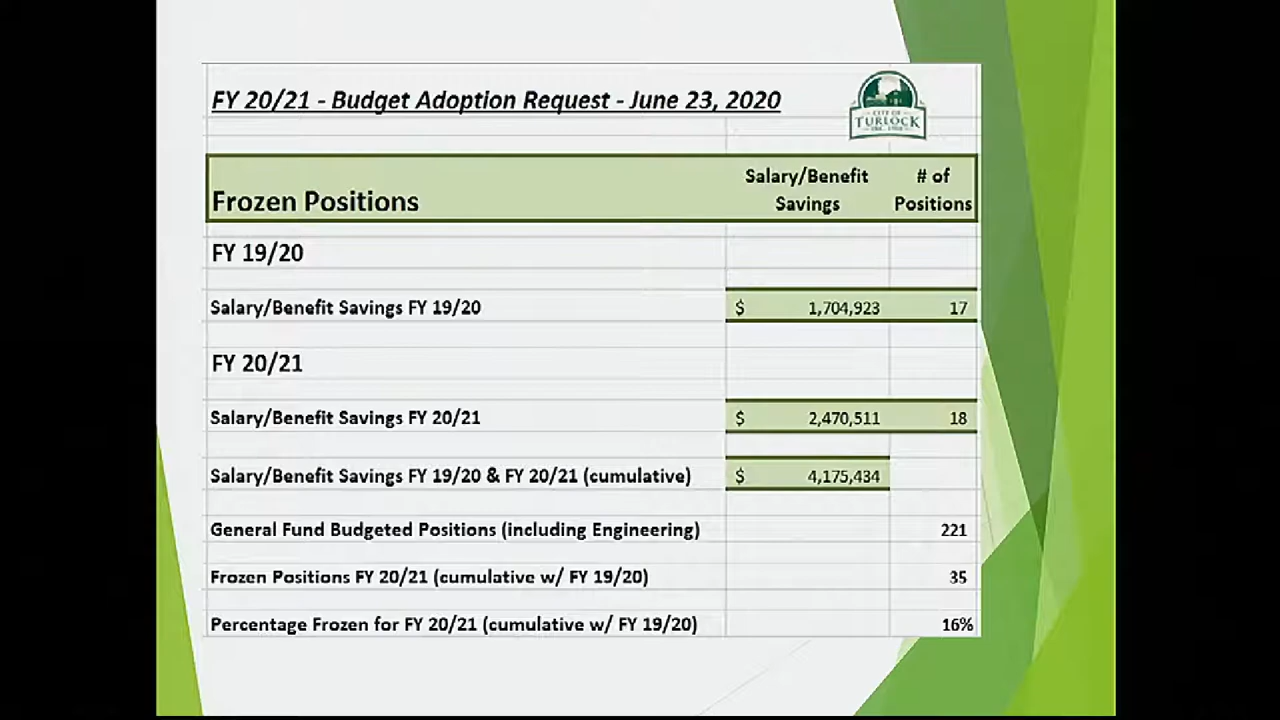 FY 20/21 - Budget Adoption Request - June 23, 2020
CITY OF
TURLOCK
Frozen Positions
Salary/Benefit
Savings
# of
Positions
FY 19/20
Salary/Benefit Savings FY 19/20 $ 1,704,923 17
FY 20/21
Salary/Benefit Savings FY 20/21 $ 2,470,511 18
Salary/Benefit Savings FY 19/20 & FY 20/21 (cumulative) $ 4,175,434
General Fund Budgeted Positions (including Engineering) 221
Frozen Positions FY 20/21 (cumulative w/ FY 19/20) 35
Percentage Frozen for FY 20/21 (cumulative w/ FY 19/20) 16%